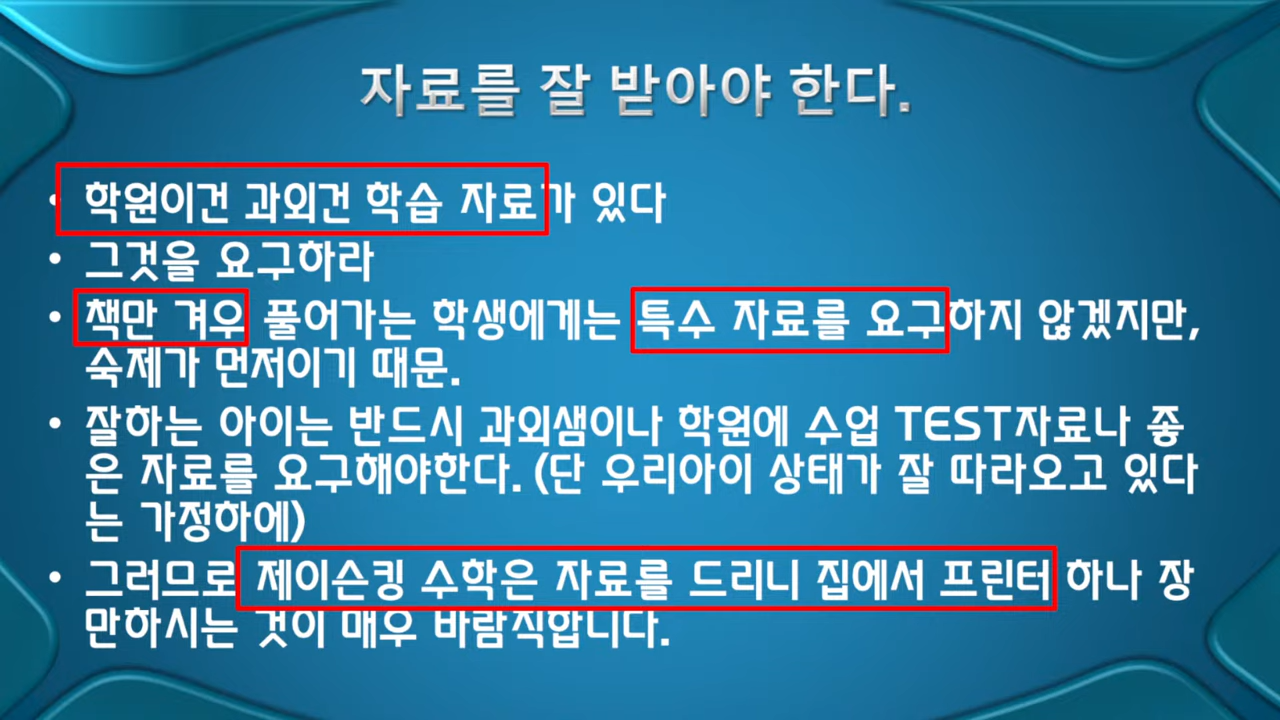 자료를 잘 받아야 한다.
• 학원이건 과외건 학습 자료가 있다
• 그것을 요구하라
• 책만 겨우 풀어가는 학생에게는 특수 자료를 요구하지 않겠지만,
숙제가 먼저이기 때문.
• 잘하는 아이는 반드시 과외샘이나 학원에 수업 TEST자료나 좋
은 자료를 요구해야한다. (단 우리아이 상태가 잘 따라오고 있다
는 가정하에)
• 그러므로 제이슨킹 수학은 자료를 드리니 집에서 프린터 하나 장
만하시는 것이 매우 바람직합니다.